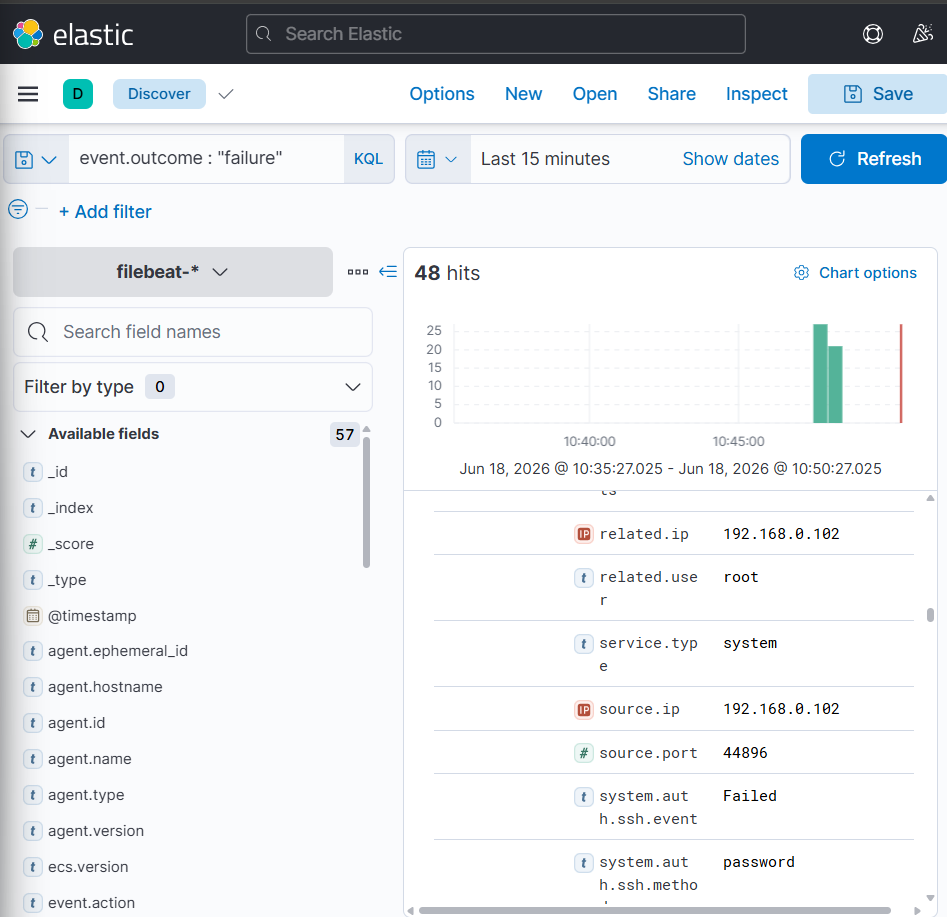 elastic
Search Elastic
D
Discover
Options
New
Open
Share
Inspect
Save
event.outcome : "failure"
KQL
Last 15 minutes
Show dates
Refresh
+ Add filter
filebeat-*
Search field names
Filter by type 0
Available fields 57
t _id
t _index
# _score
t _type
@timestamp
t agent.ephemeral_id
t agent.hostname
t agent.id
t agent.name
t agent.type
t agent.version
t ecs.version
t event.action
48 hits
Chart options
25
20
15
10
5
0
10:40:00
10:45:00
Jun 18, 2026 @ 10:35:27.025 - Jun 18, 2026 @ 10:50:27.025
ts
IP related.ip 192.168.0.102
t related.use root
r
t service.typ system
e
IP source.ip 192.168.0.102
# source.port 44896
t system.aut Failed
h.ssh.event
t system.aut password
h.ssh.metho